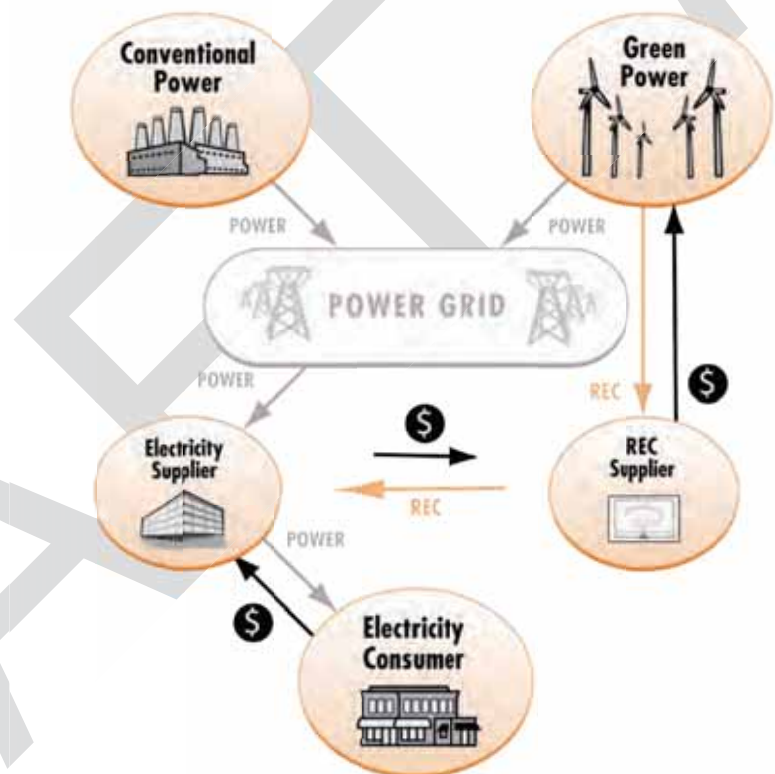 Conventional
Power
Green
Power
POWER
POWER
POWER GRID
POWER
REC
$
$
Electricity
Supplier
REC
Supplier
REC
POWER
$
Electricity
Consumer